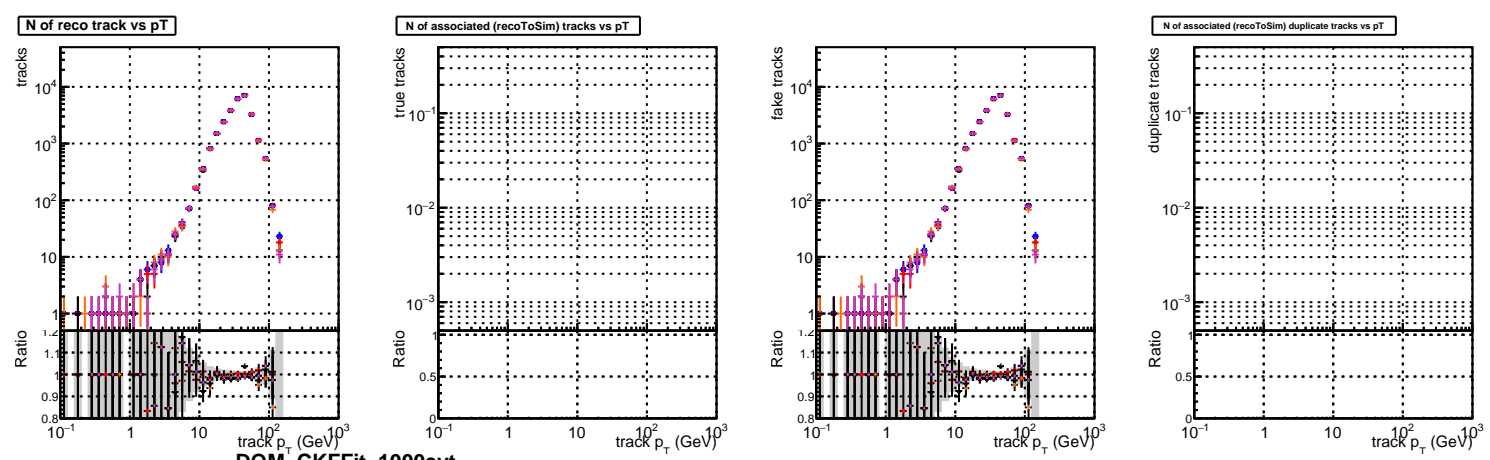 N of reco track vs pT
N of associated (recoToSim) tracks vs pT
N of associated (recoToSim) duplicate tracks vs pT
tracks
10⁴
10³
10²
10
1
Ratio
1.2
1.1
1
0.9
0.8
10⁻¹ 1 10 10² 10³
track p_T (GeV)
true tracks
10⁻¹
10⁻²
10⁻³
Ratio
1
0.5
0
10⁻¹ 1 10 10² 10³
track p_T (GeV)
fake tracks
10⁴
10³
10²
10
1
Ratio
1.2
1.1
1
0.9
0.8
10⁻¹ 1 10 10² 10³
track p_T (GeV)
duplicate tracks
10⁻¹
10⁻²
10⁻³
Ratio
1
0.5
0
10⁻¹ 1 10 10² 10³
track p_T (GeV)